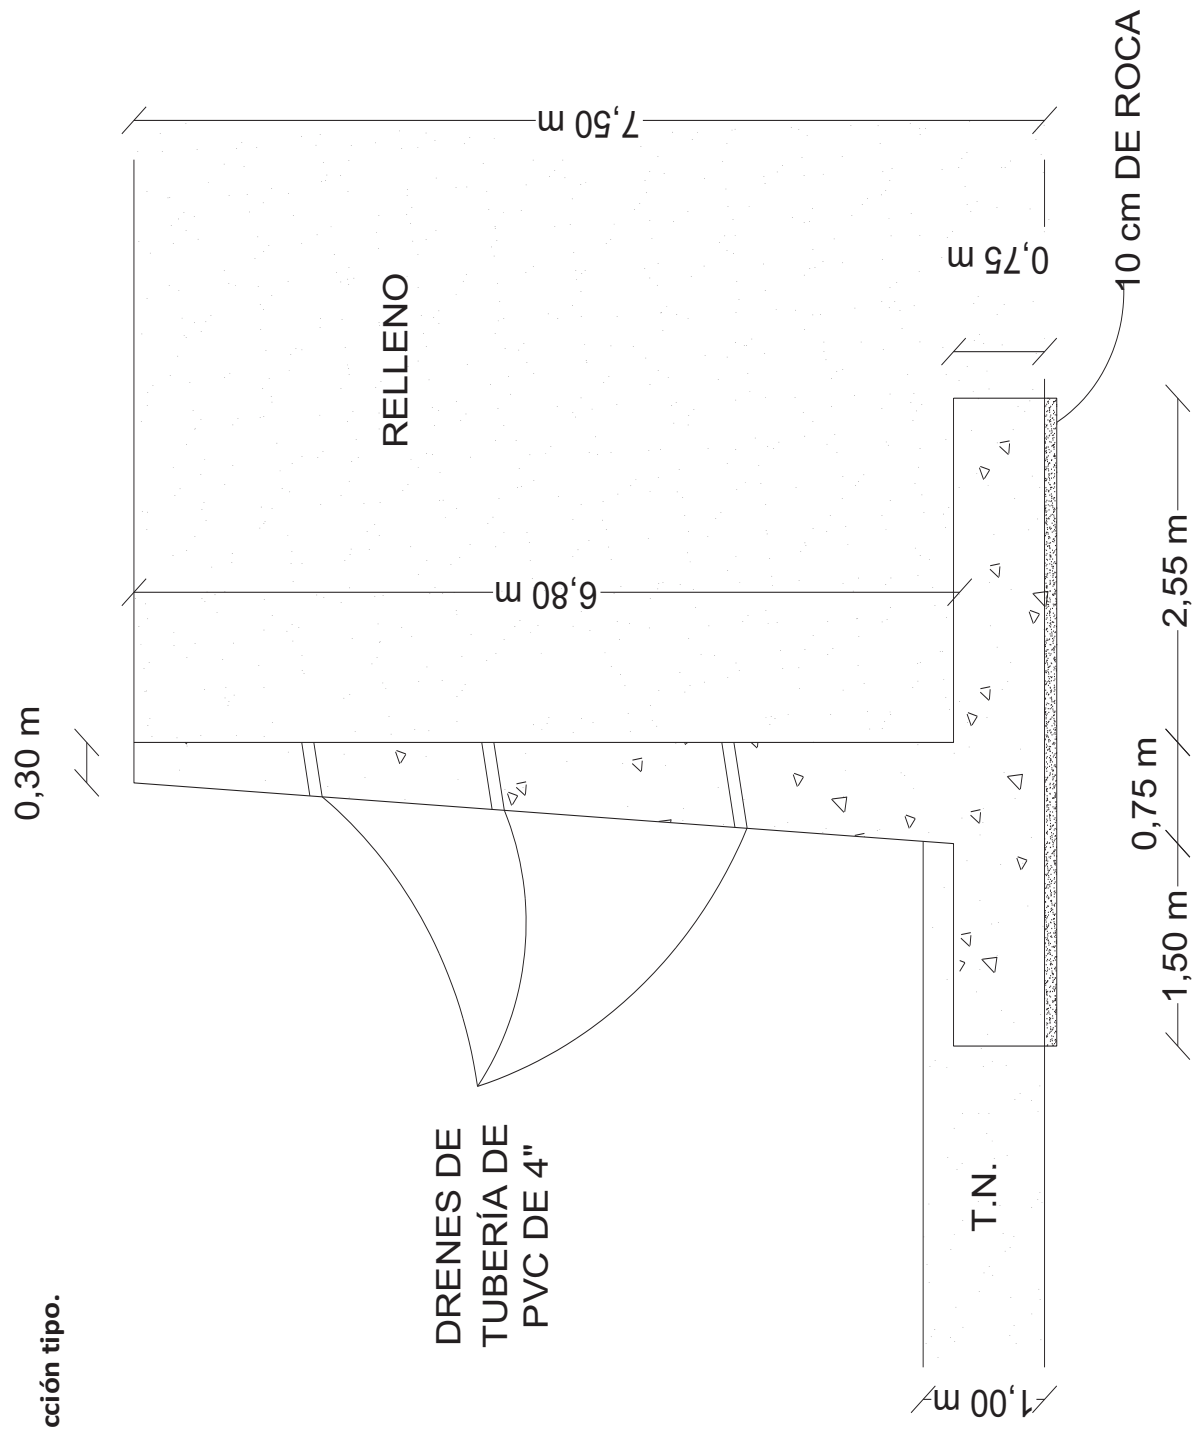 cción tipo.
0,30 m
7,50 m
RELLENO
6,80 m
0,75 m
10 cm DE ROCA
DRENES DE
TUBERÍA DE
PVC DE 4"
T.N.
1,00 m
1,50 m
0,75 m
2,55 m